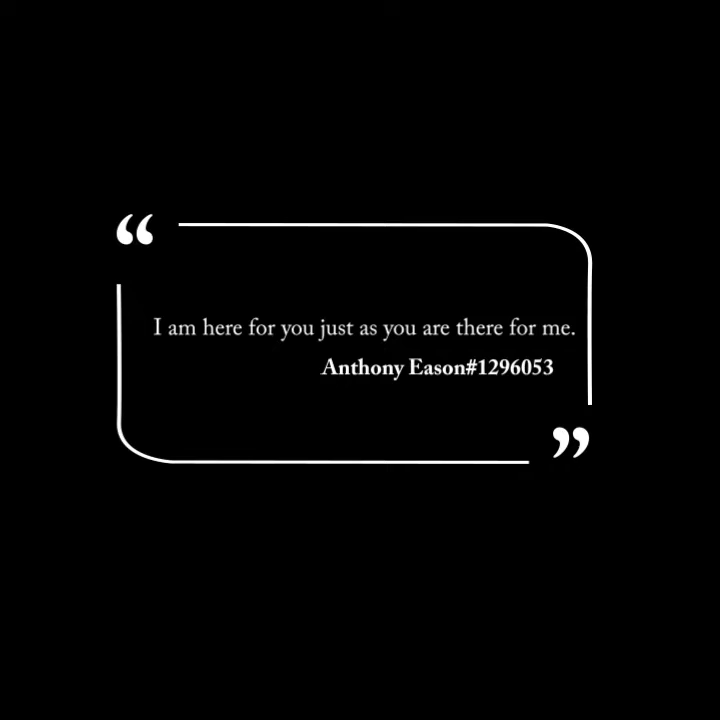 “
I am here for you just as you are there for me.
Anthony Eason#1296053
”